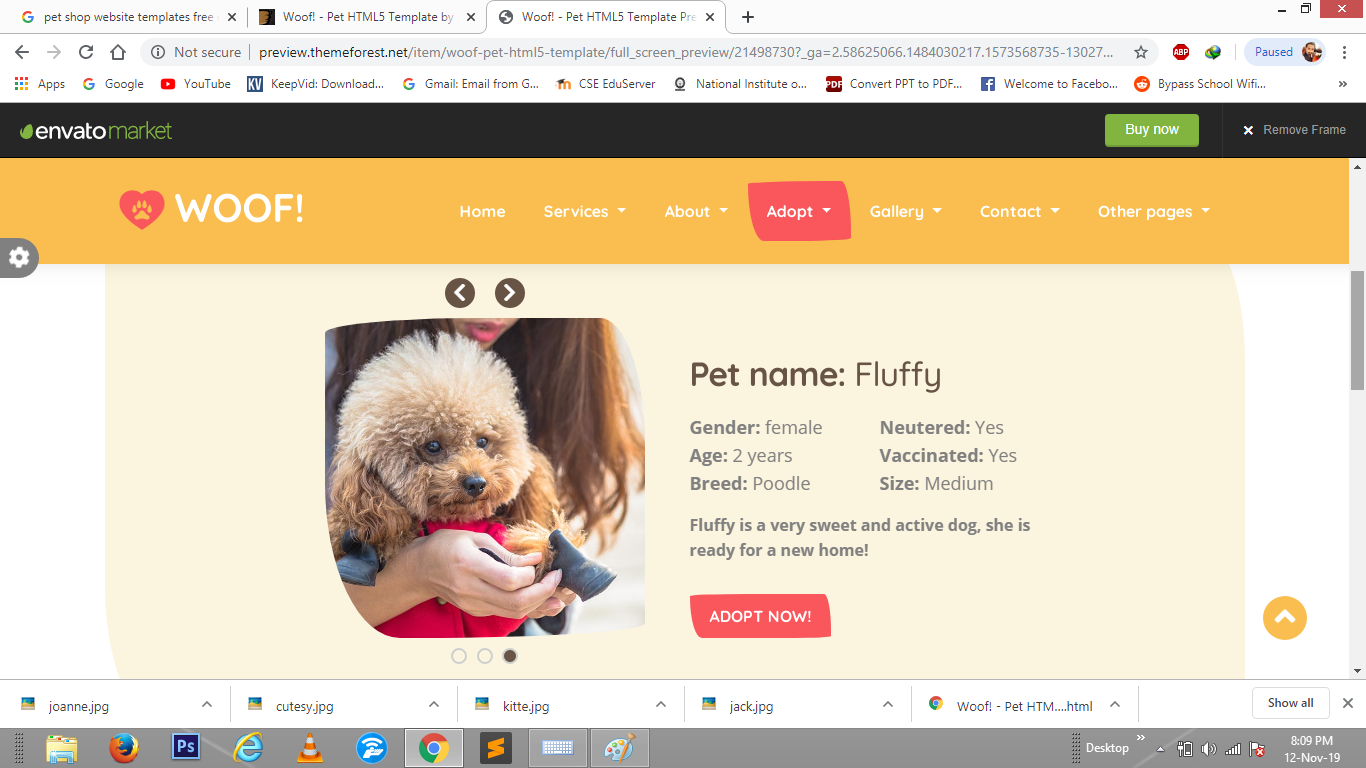 pet shop website templates free
Woof! - Pet HTML5 Template by
Woof! - Pet HTML5 Template Pre
Not secure
preview.themeforest.net/item/woof-pet-html5-template/full_screen_preview/21498730?_ga=2.58625066.1484030217.1573568735-13027...
ABP
Paused
Apps
Google
YouTube
KV
KeepVid: Download...
Gmail: Email from G...
CSE EduServer
National Institute o...
PDF
Convert PPT to PDF...
Welcome to Facebo...
Bypass School Wifi...
envatomarket
Buy now
Remove Frame
WOOF!
Home
Services
About
Adopt
Gallery
Contact
Other pages
Pet name: Fluffy
Gender: female
Neutered: Yes
Age: 2 years
Vaccinated: Yes
Breed: Poodle
Size: Medium
Fluffy is a very sweet and active dog, she is
ready for a new home!
ADOPT NOW!
joanne.jpg
cutesy.jpg
kitte.jpg
jack.jpg
Woof! - Pet HTM....html
Show all
Ps
Desktop
8:09 PM
12-Nov-19